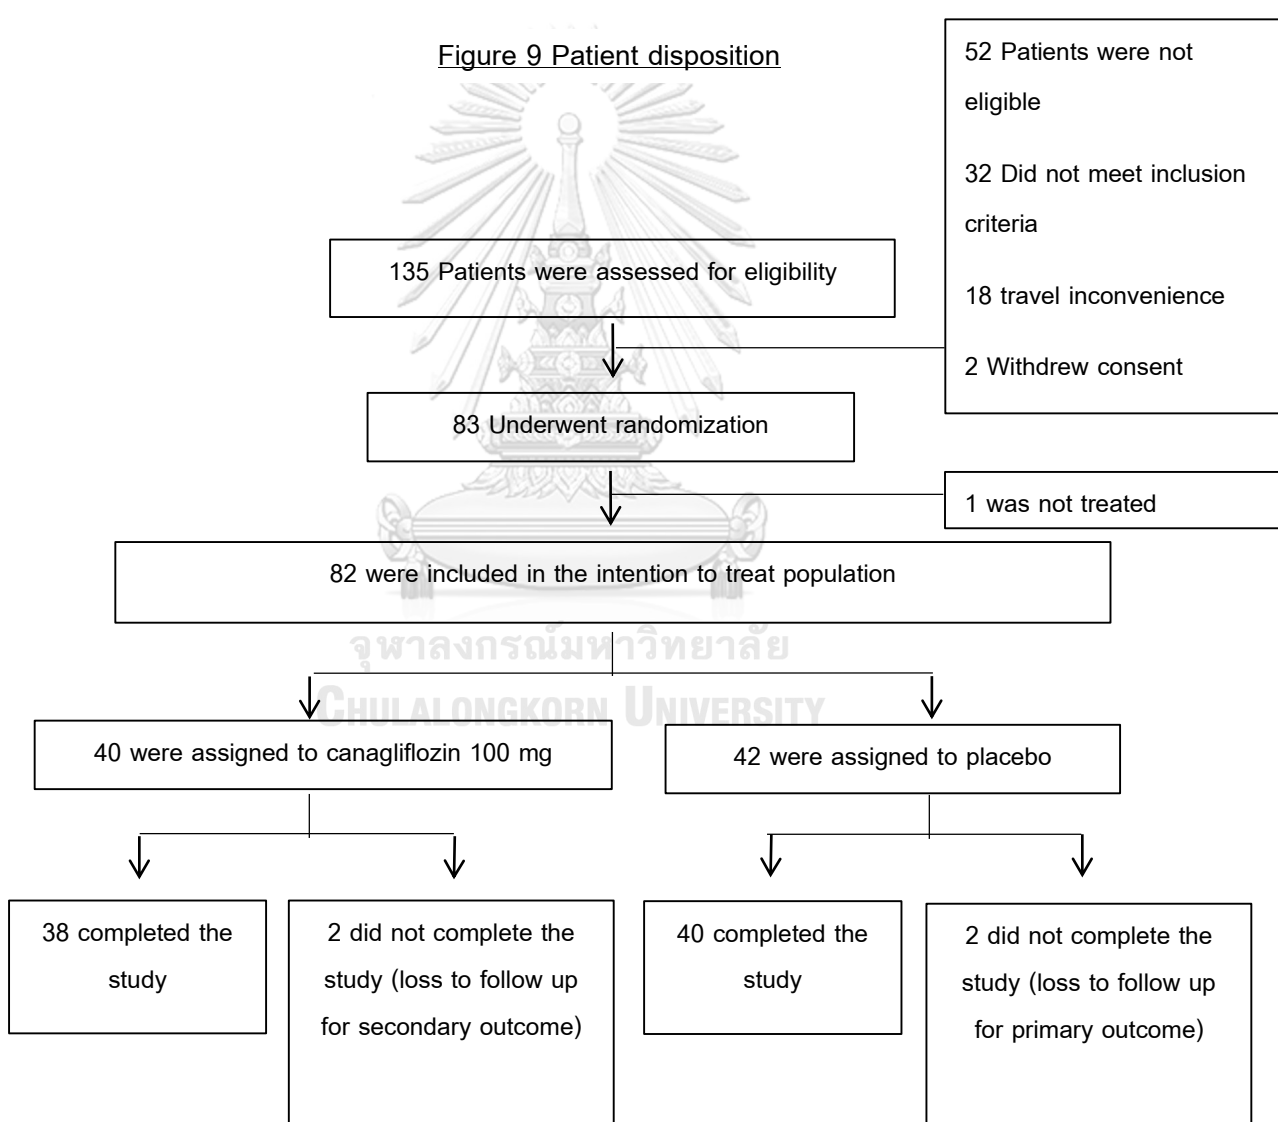 Figure 9 Patient disposition
52 Patients were not
eligible
32 Did not meet inclusion
criteria
18 travel inconvenience
2 Withdrew consent
135 Patients were assessed for eligibility
83 Underwent randomization
1 was not treated
82 were included in the intention to treat population
จุฬาลงกรณ์มหาวิทยาลัย
CHULALONGKORN UNIVERSITY
40 were assigned to canagliflozin 100 mg
42 were assigned to placebo
38 completed the
study
2 did not complete the
study (loss to follow up
for secondary outcome)
40 completed the
study
2 did not complete the
study (loss to follow up
for primary outcome)